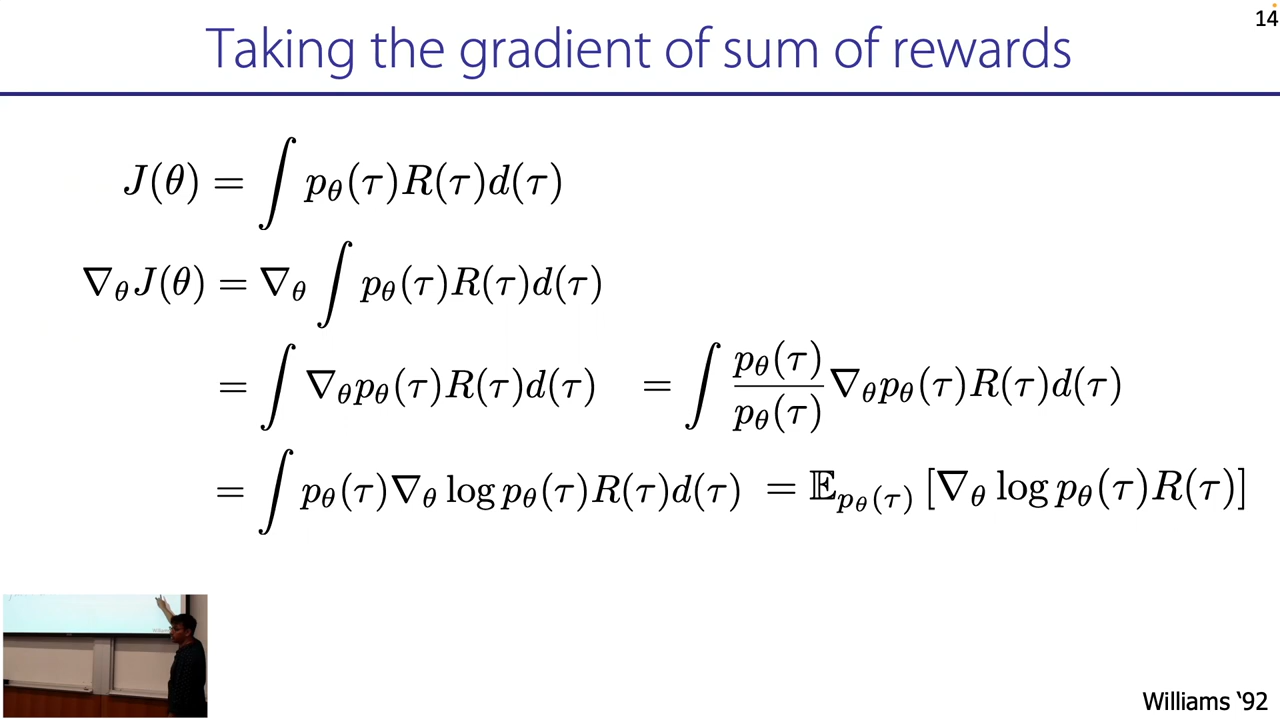 14
Taking the gradient of sum of rewards
J(θ) = ∫ p_θ(τ)R(τ)d(τ)
∇_θ J(θ) = ∇_θ ∫ p_θ(τ)R(τ)d(τ)
= ∫ ∇_θ p_θ(τ)R(τ)d(τ) = ∫ \frac{p_θ(τ)}{p_θ(τ)} ∇_θ p_θ(τ)R(τ)d(τ)
= ∫ p_θ(τ)∇_θ log p_θ(τ)R(τ)d(τ) = 𝔼_{p_θ(τ)} [∇_θ log p_θ(τ)R(τ)]
Williams ‘92